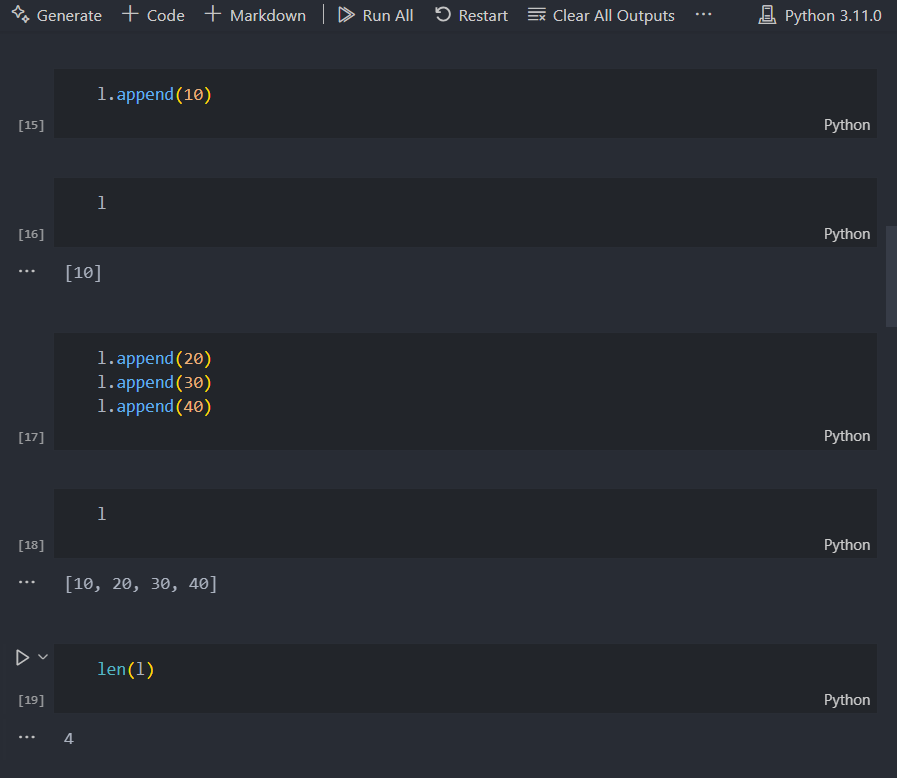 Generate + Code + Markdown | Run All Restart Clear All Outputs ... Python 3.11.0
l.append(10)
[15] Python
l
[16] Python
... [10]
l.append(20)
l.append(30)
l.append(40)
[17] Python
l
[18] Python
... [10, 20, 30, 40]
len(l)
[19] Python
... 4